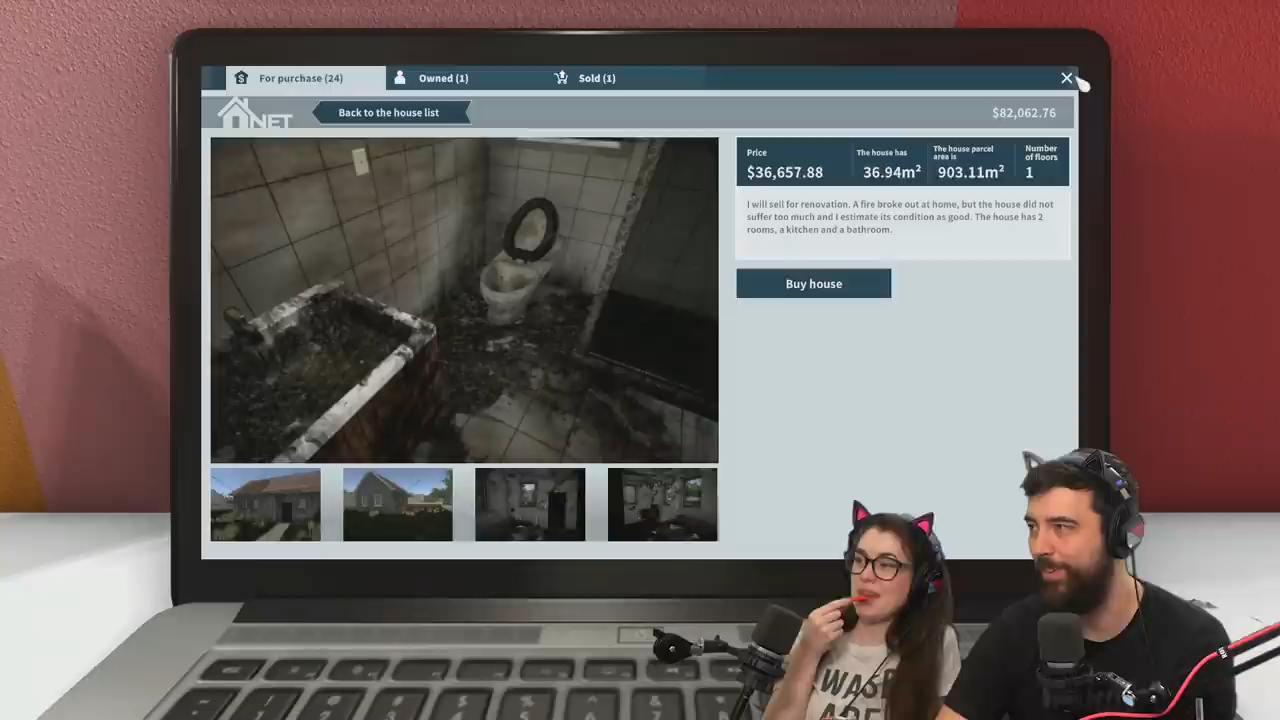 For purchase (24)
Owned (1)
Sold (1)
NET
Back to the house list
$82,062.76
Price
$36,657.88
The house has
36.94m²
The house parcel
area is
903.11m²
Number
of floors
1
I will sell for renovation. A fire broke out at home, but the house did not
suffer too much and I estimate its condition as good. The house has 2
rooms, a kitchen and a bathroom.
Buy house